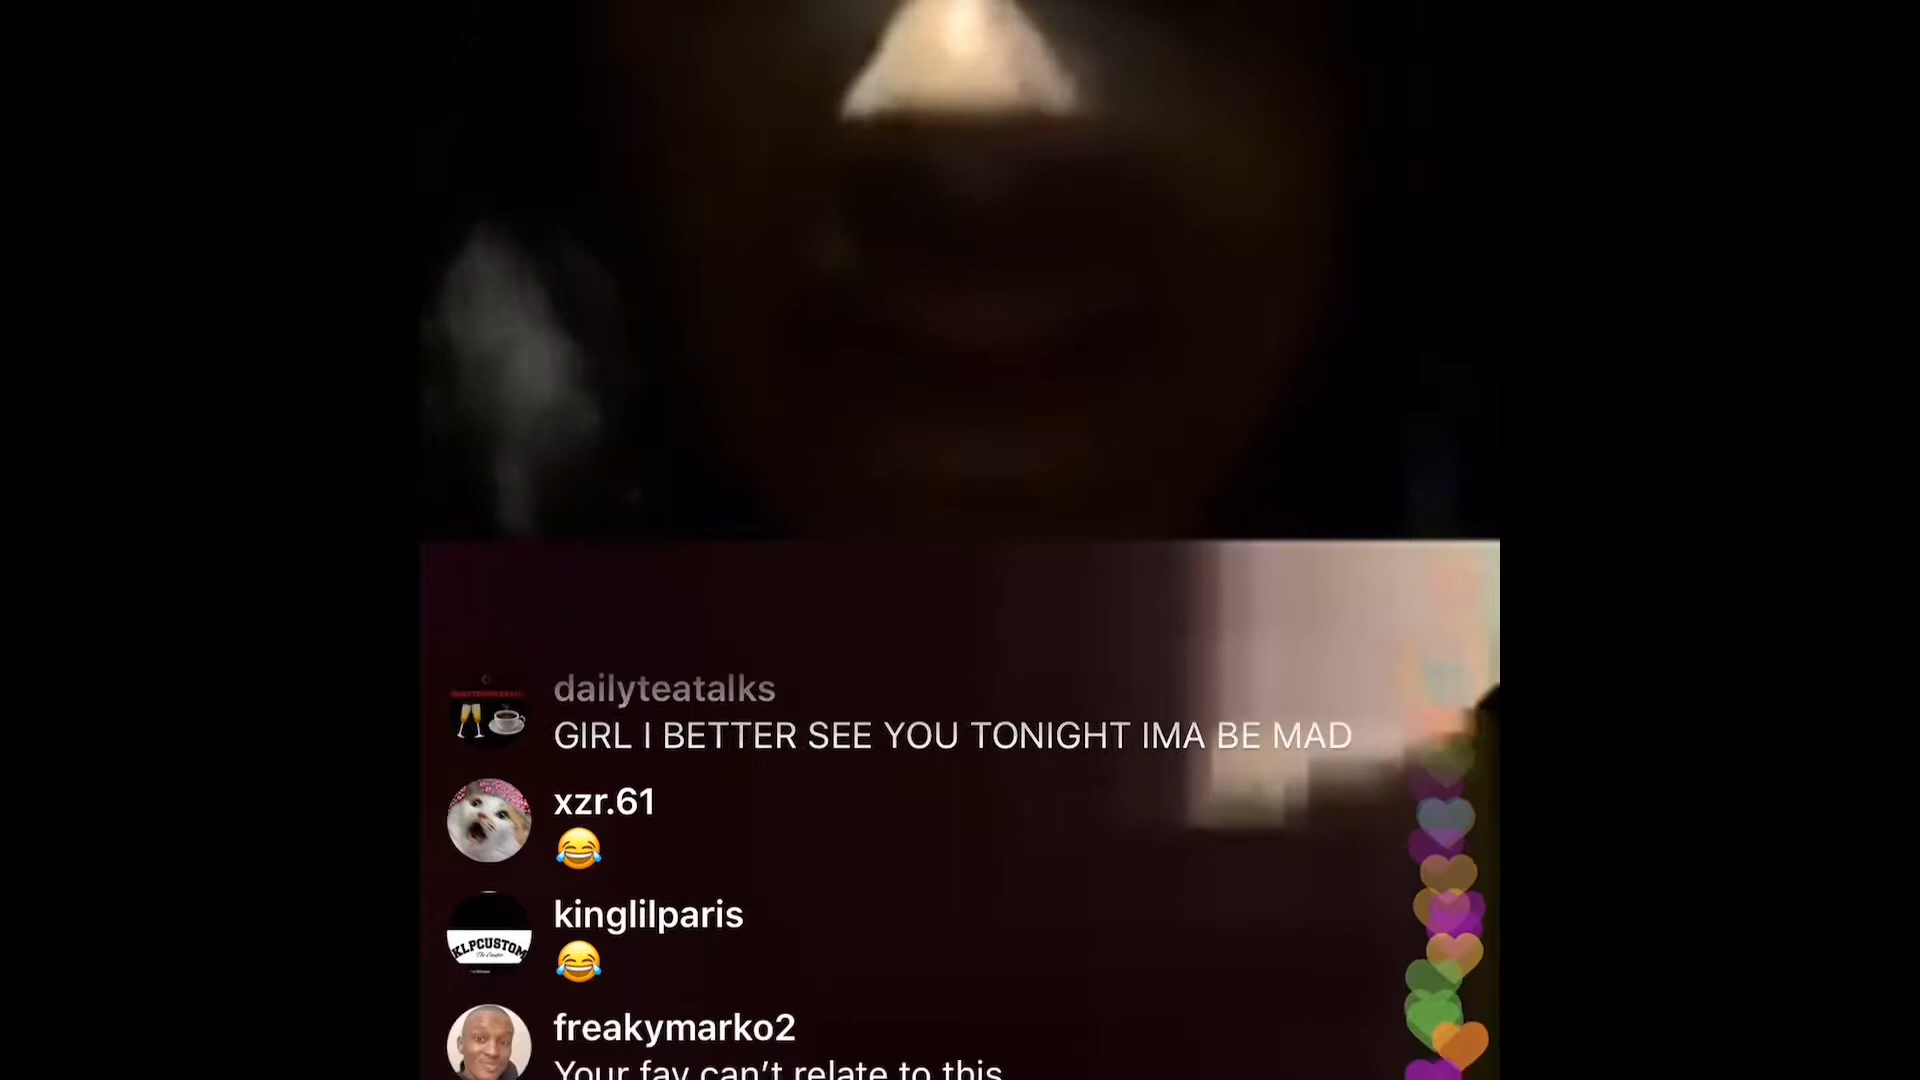 dailyteatalks
GIRL I BETTER SEE YOU TONIGHT IMA BE MAD
xzr.61
😂
KLPCUSTOM
kinglilparis
😂
freakymarko2
Your fav can't relate to this